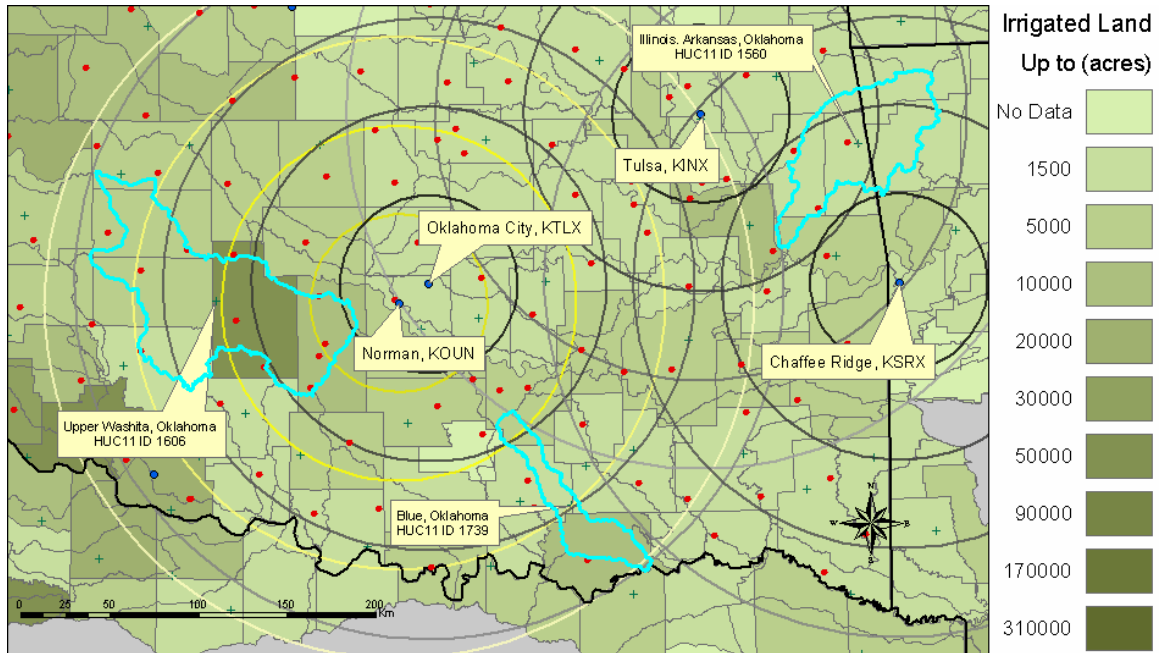 Illinois. Arkansas, Oklahoma
HUC11 ID 1560
Tulsa, KINX
Oklahoma City, KTLX
Norman, KOUN
Chaffee Ridge, KSRX
Upper Washita, Oklahoma
HUC11 ID 1606
Blue, Oklahoma
HUC11 ID 1739
N
W
E
S
0 25 50 100 150 200
Km
Irrigated Land
Up to (acres)
No Data
1500
5000
10000
20000
30000
50000
90000
170000
310000